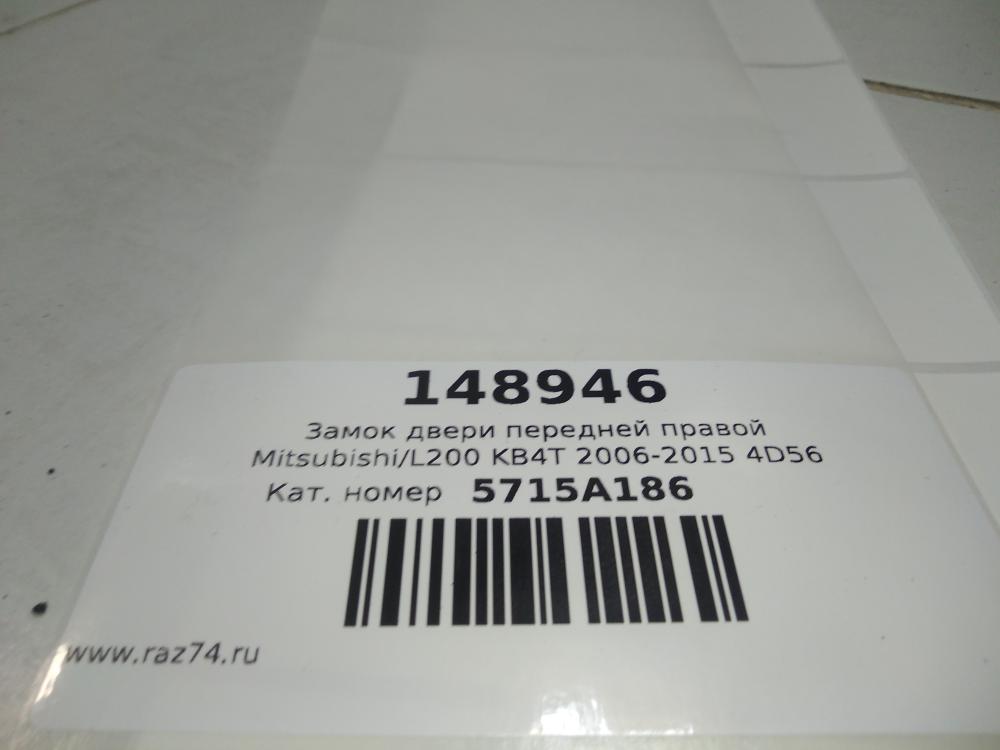 148946
Замок двери передней правой
Mitsubishi/L200 KB4T 2006-2015 4D56
Кат. номер 5715A186
www.raz74.ru